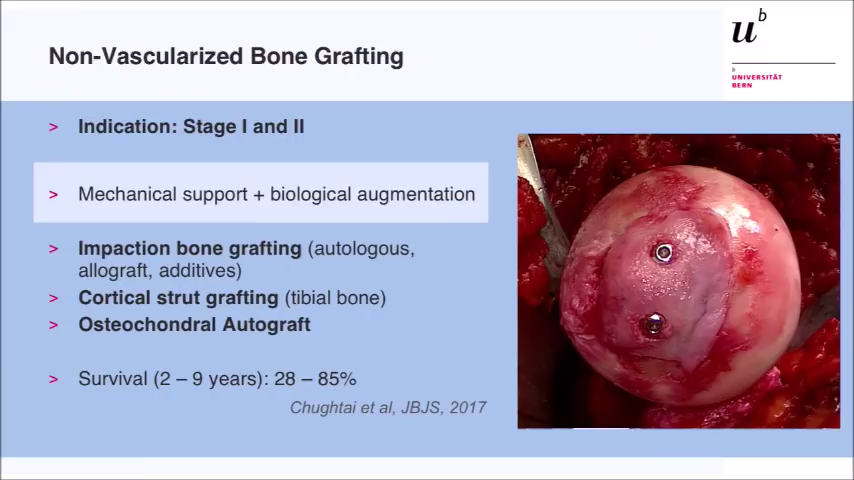 Non-Vascularized Bone Grafting
u b
b
UNIVERSITÄT
BERN
> Indication: Stage I and II
> Mechanical support + biological augmentation
> Impaction bone grafting (autologous,
allograft, additives)
> Cortical strut grafting (tibial bone)
> Osteochondral Autograft
> Survival (2 – 9 years): 28 – 85%
Chughtai et al, JBJS, 2017